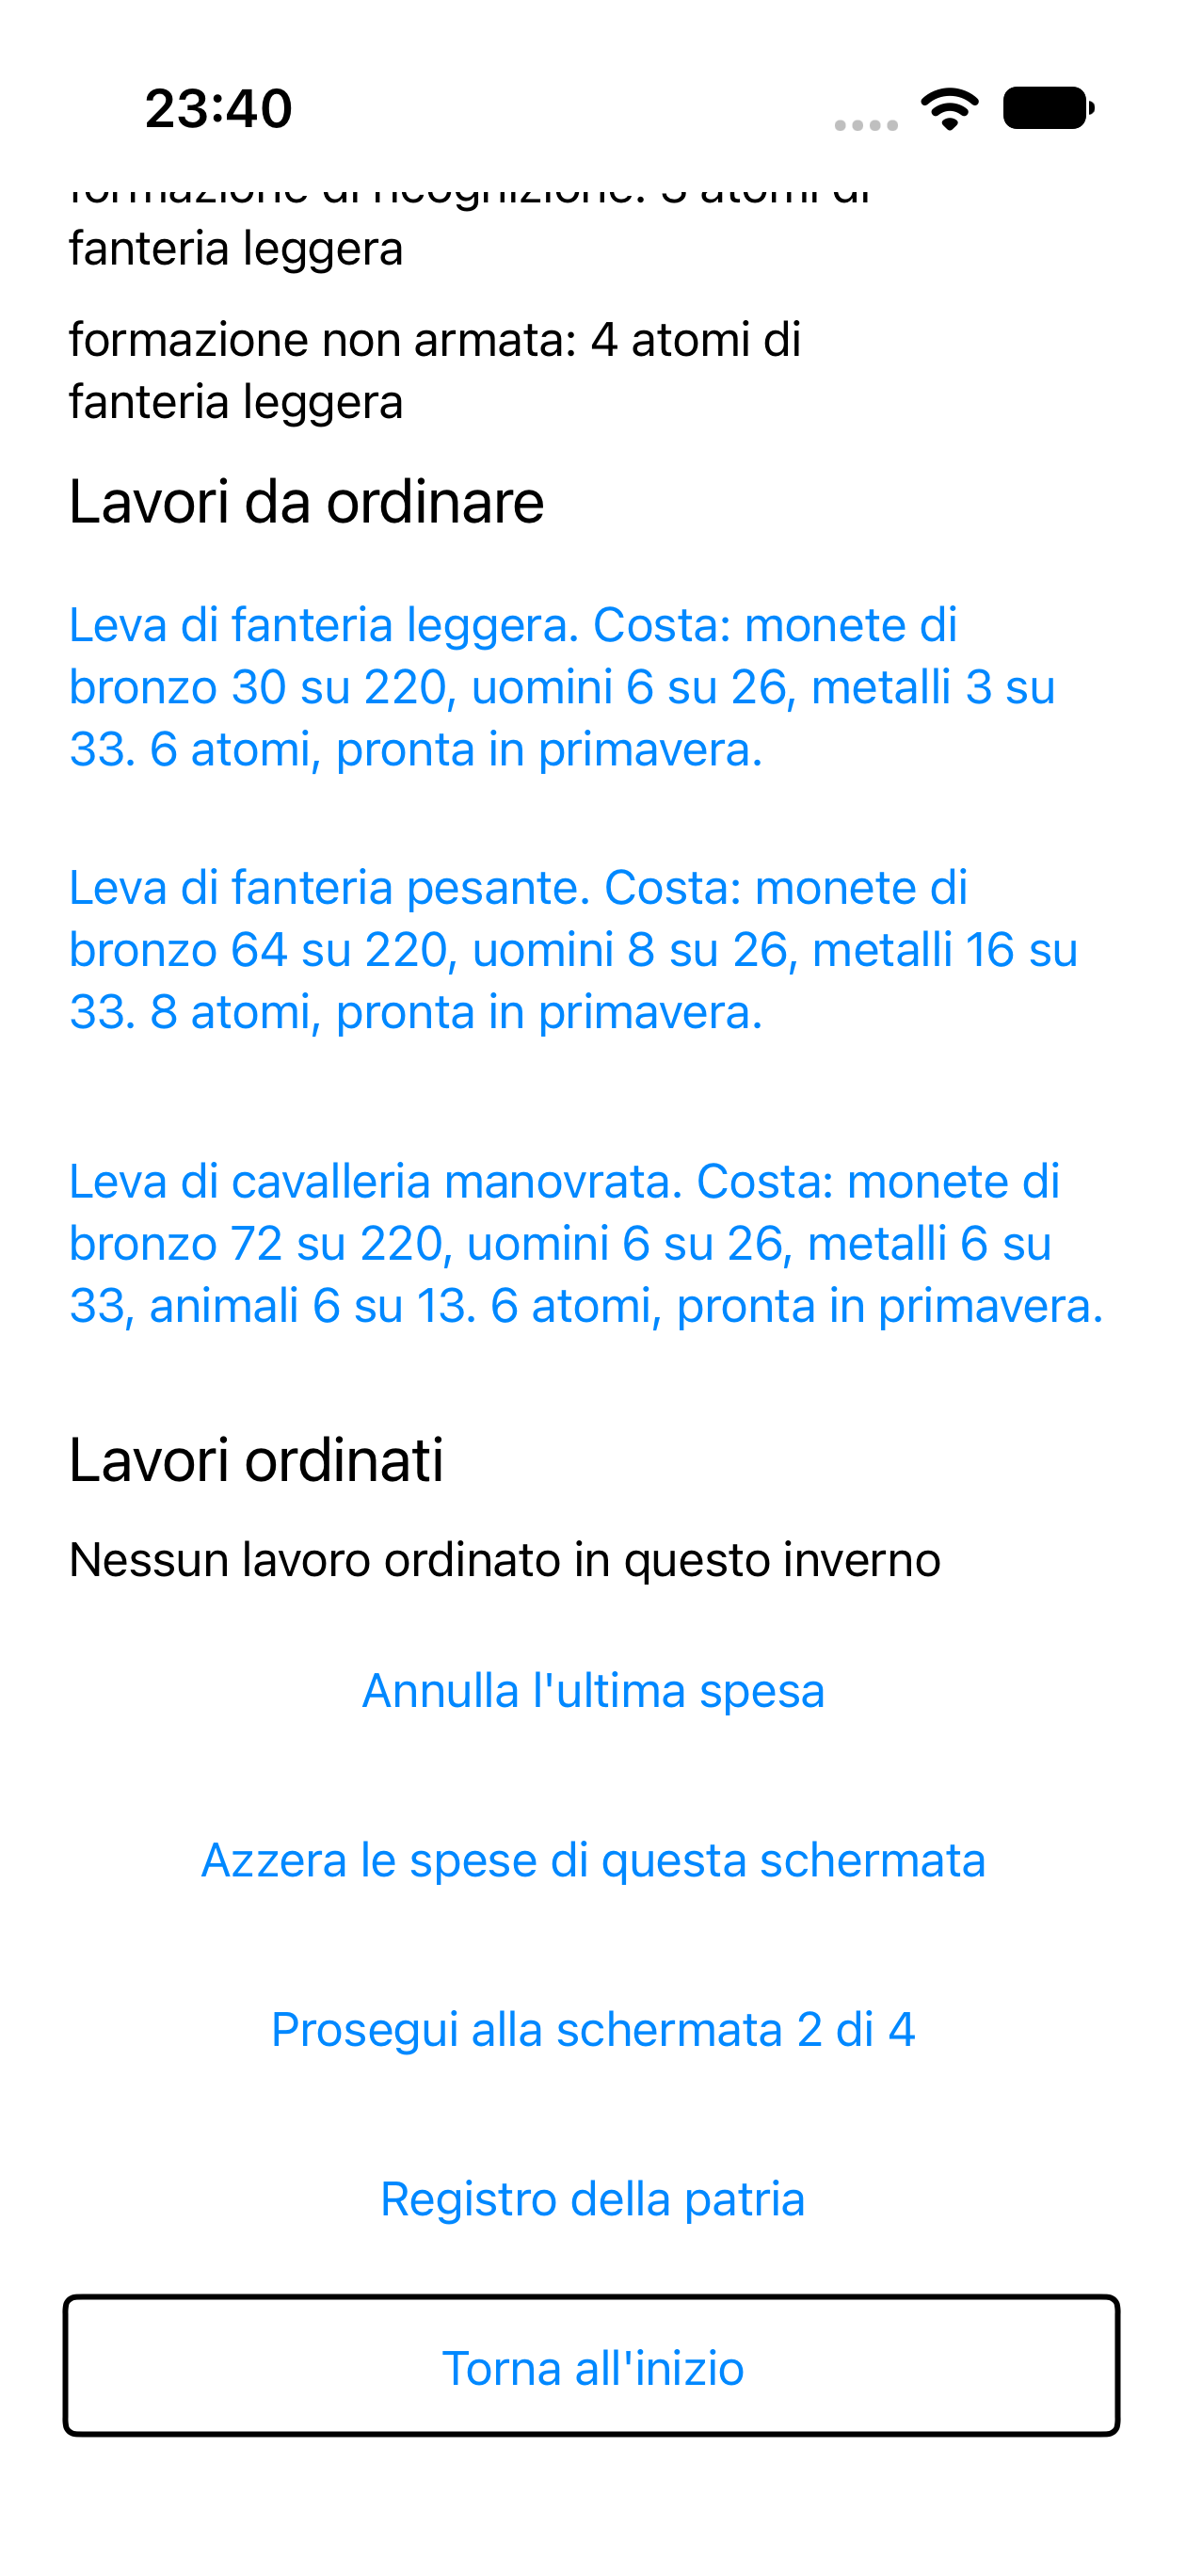 23:40
formazione di ricognizione: 3 atomi di
fanteria leggera
formazione non armata: 4 atomi di
fanteria leggera
Lavori da ordinare
Leva di fanteria leggera. Costa: monete di
bronzo 30 su 220, uomini 6 su 26, metalli 3 su
33. 6 atomi, pronta in primavera.
Leva di fanteria pesante. Costa: monete di
bronzo 64 su 220, uomini 8 su 26, metalli 16 su
33. 8 atomi, pronta in primavera.
Leva di cavalleria manovrata. Costa: monete di
bronzo 72 su 220, uomini 6 su 26, metalli 6 su
33, animali 6 su 13. 6 atomi, pronta in primavera.
Lavori ordinati
Nessun lavoro ordinato in questo inverno
Annulla l'ultima spesa
Azzera le spese di questa schermata
Prosegui alla schermata 2 di 4
Registro della patria
Torna all'inizio